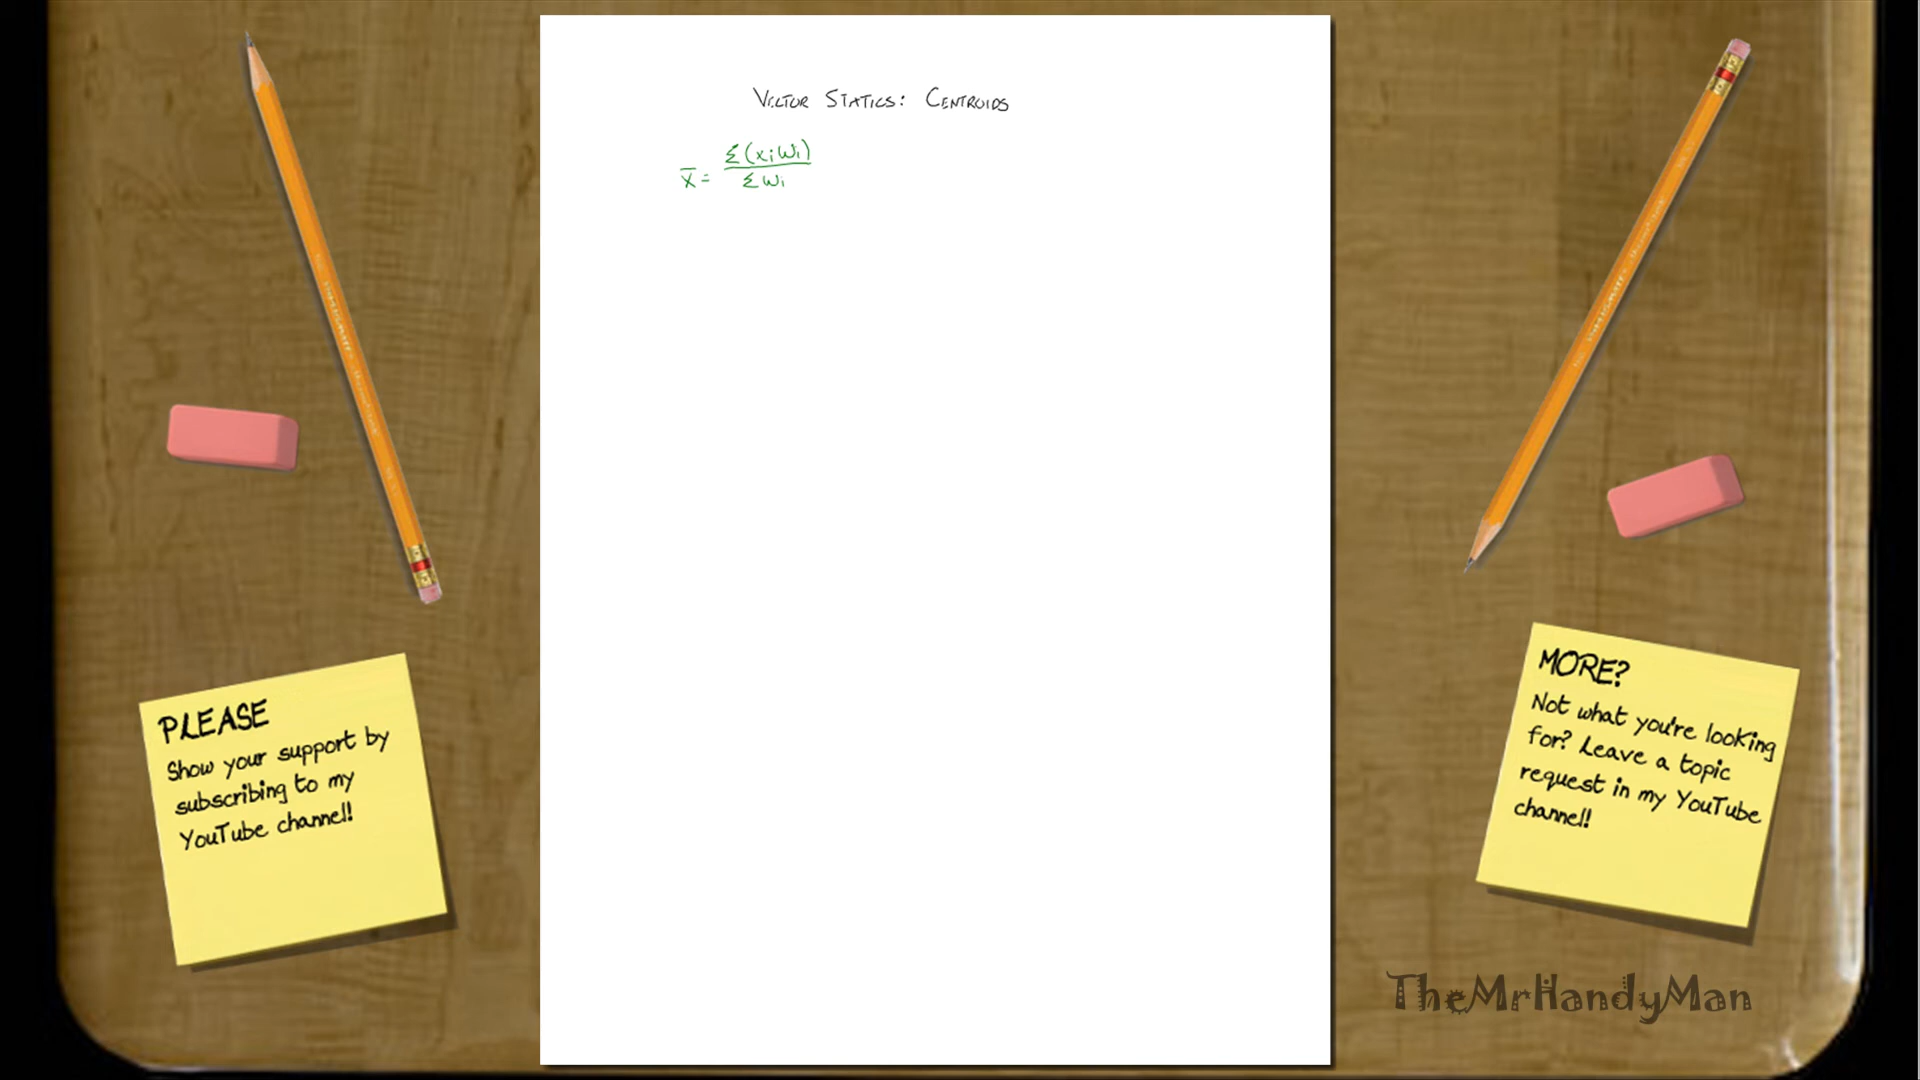 VECTOR STATICS: CENTROIDS
x̄ = Σ(xᵢWᵢ)
ΣWᵢ
PLEASE
Show your support by
subscribing to my
YouTube channel!
MORE?
Not what you're looking
for? Leave a topic
request in my YouTube
channel!
TheMrHandyMan